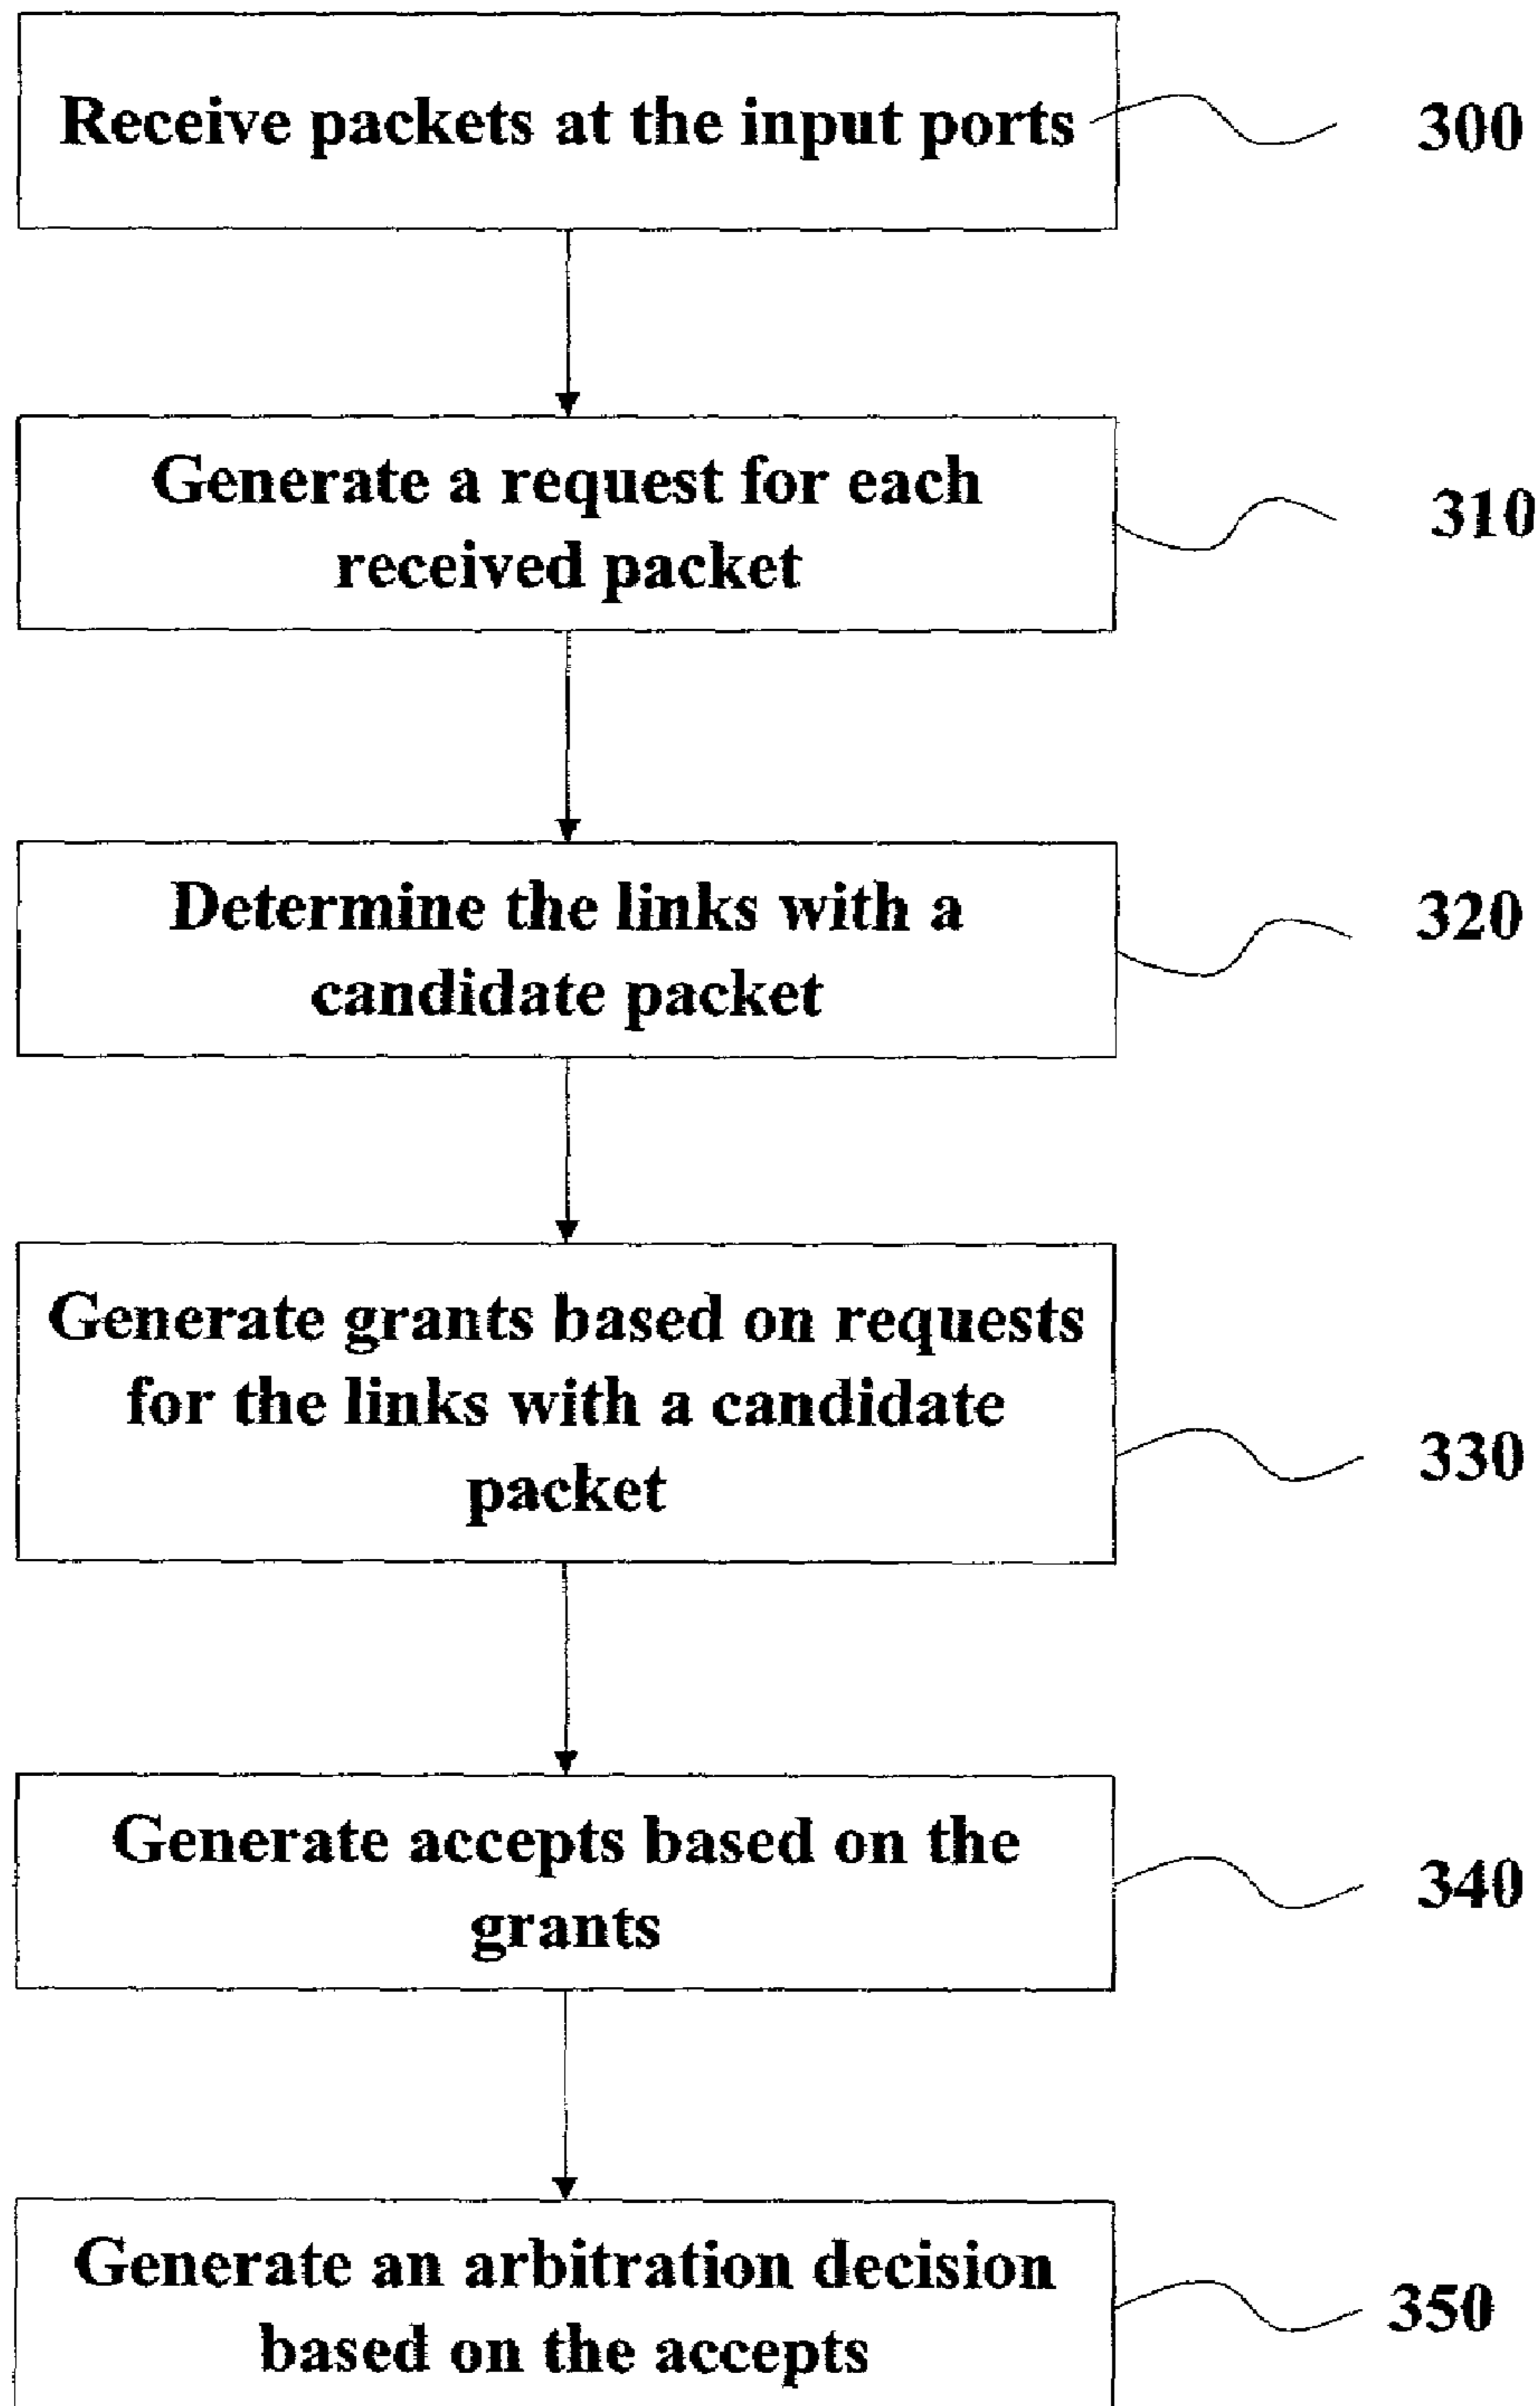 Receive packets at the input ports
300
Generate a request for each
received packet
310
Determine the links with a
candidate packet
320
Generate grants based on requests
for the links with a candidate
packet
330
Generate accepts based on the
grants
340
Generate an arbitration decision
based on the accepts
350